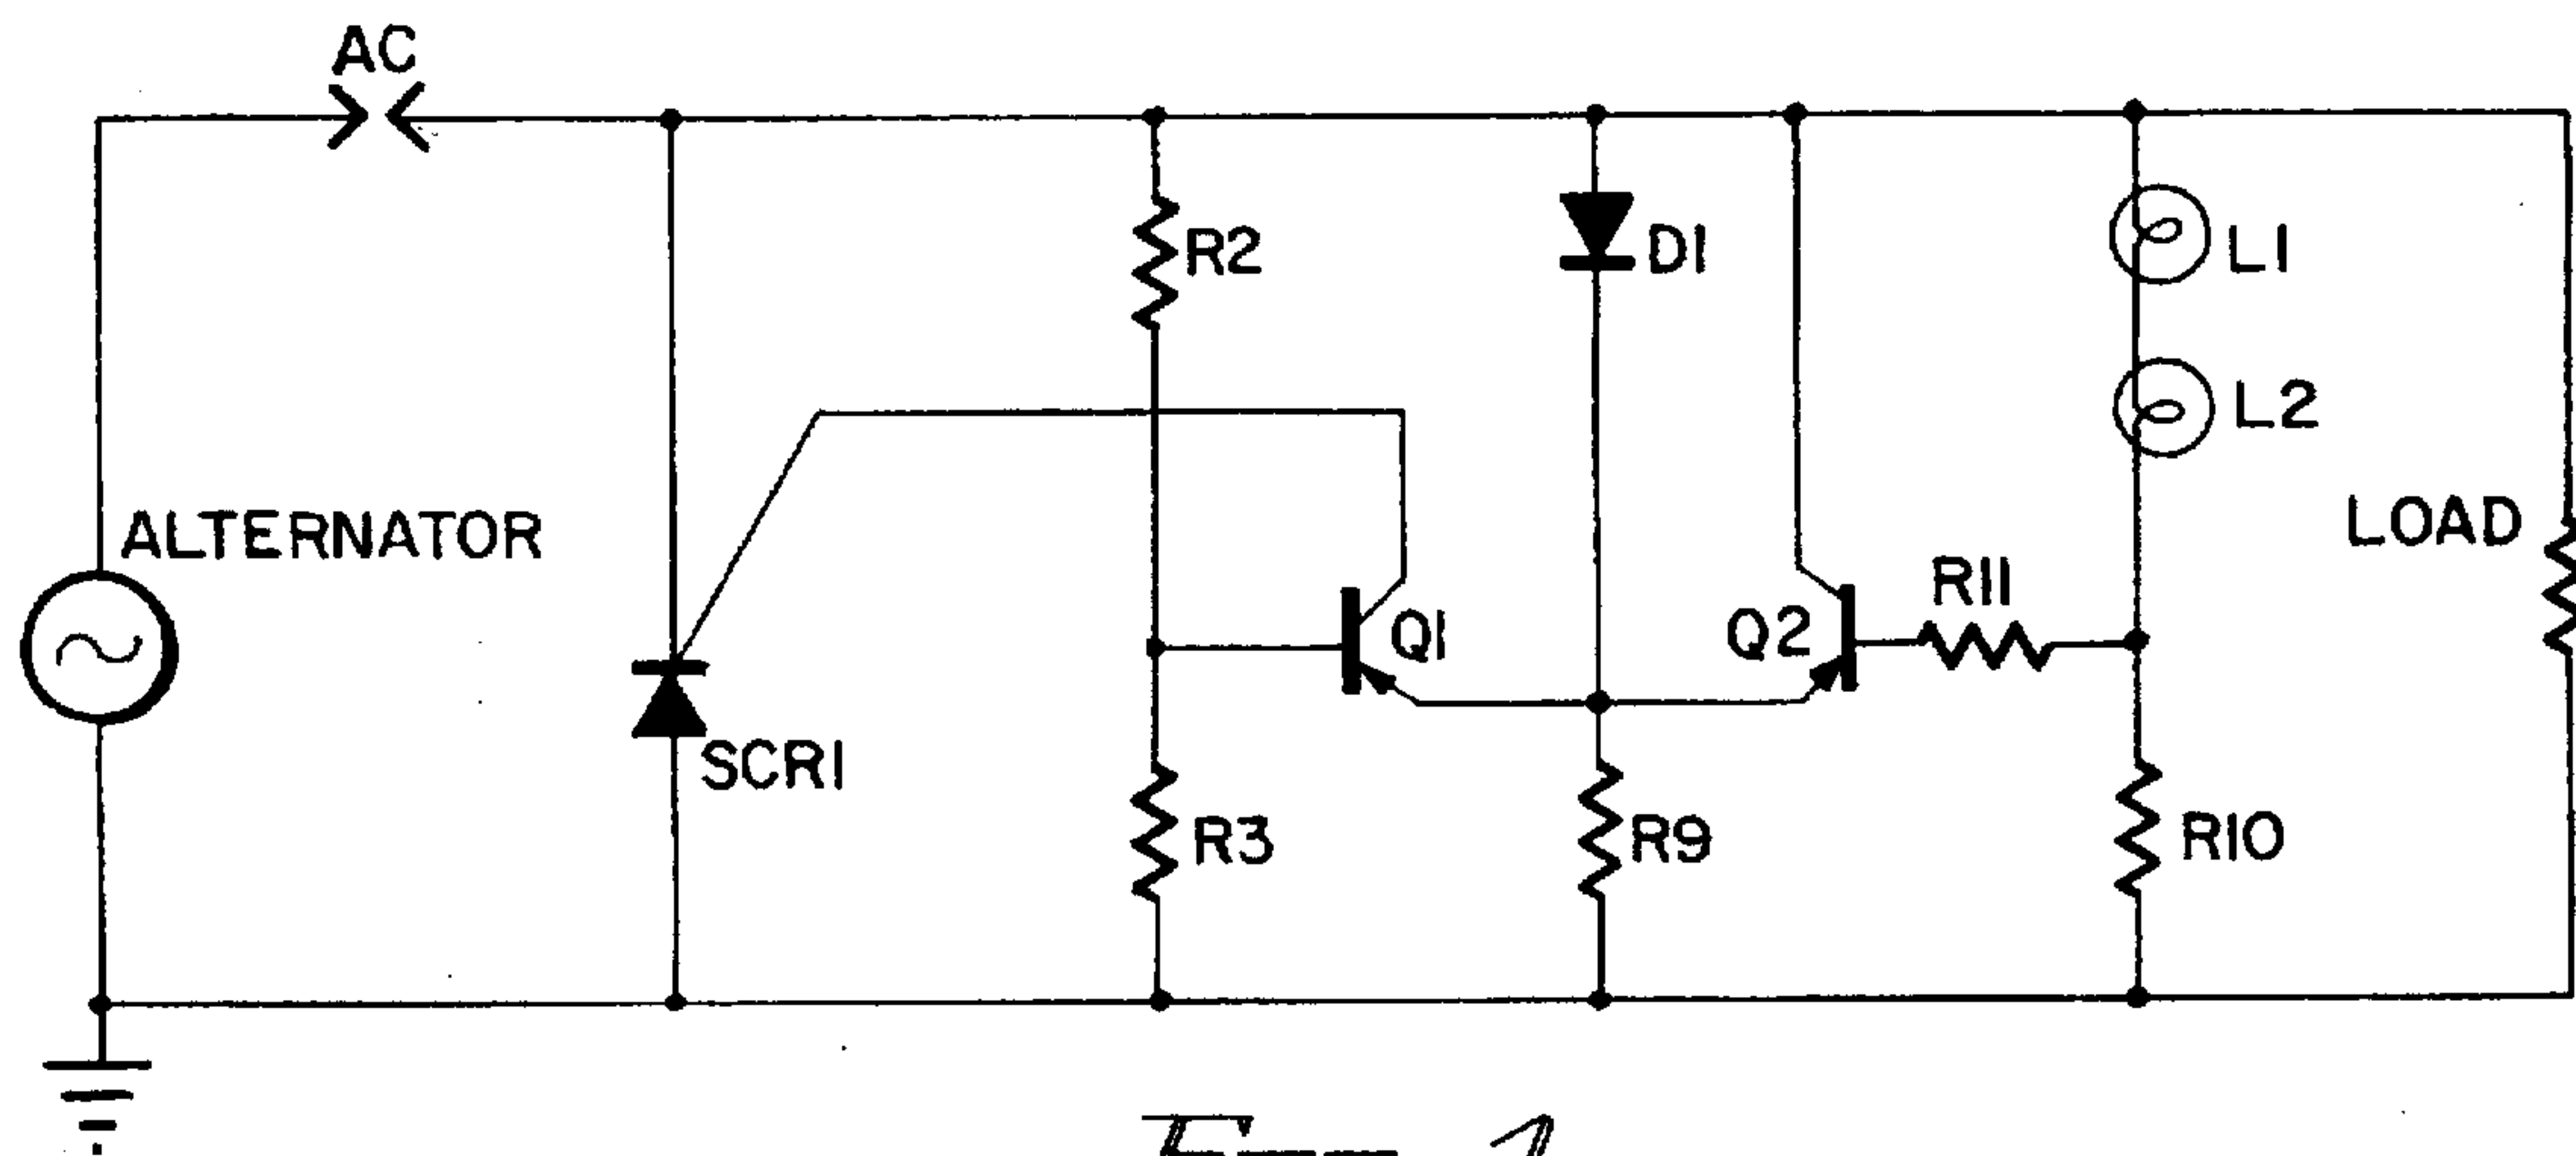 AC
R2
D1
L1
L2
ALTERNATOR
LOAD
R11
Q1
Q2
SCR1
R3
R9
R10